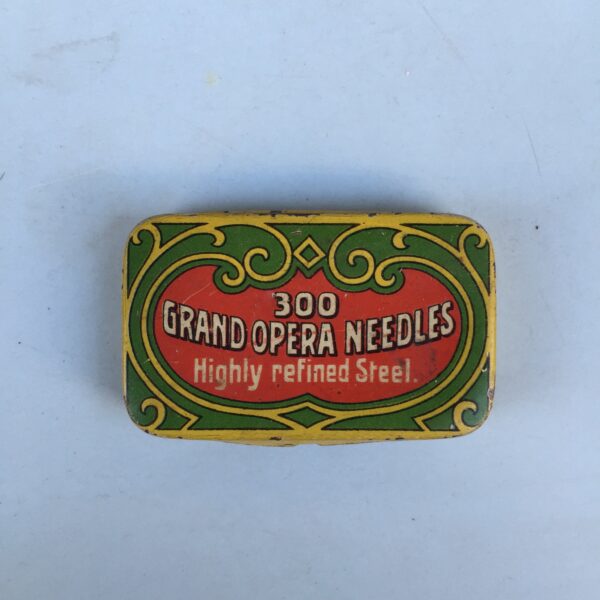 300
GRAND OPERA NEEDLES
Highly refined Steel.